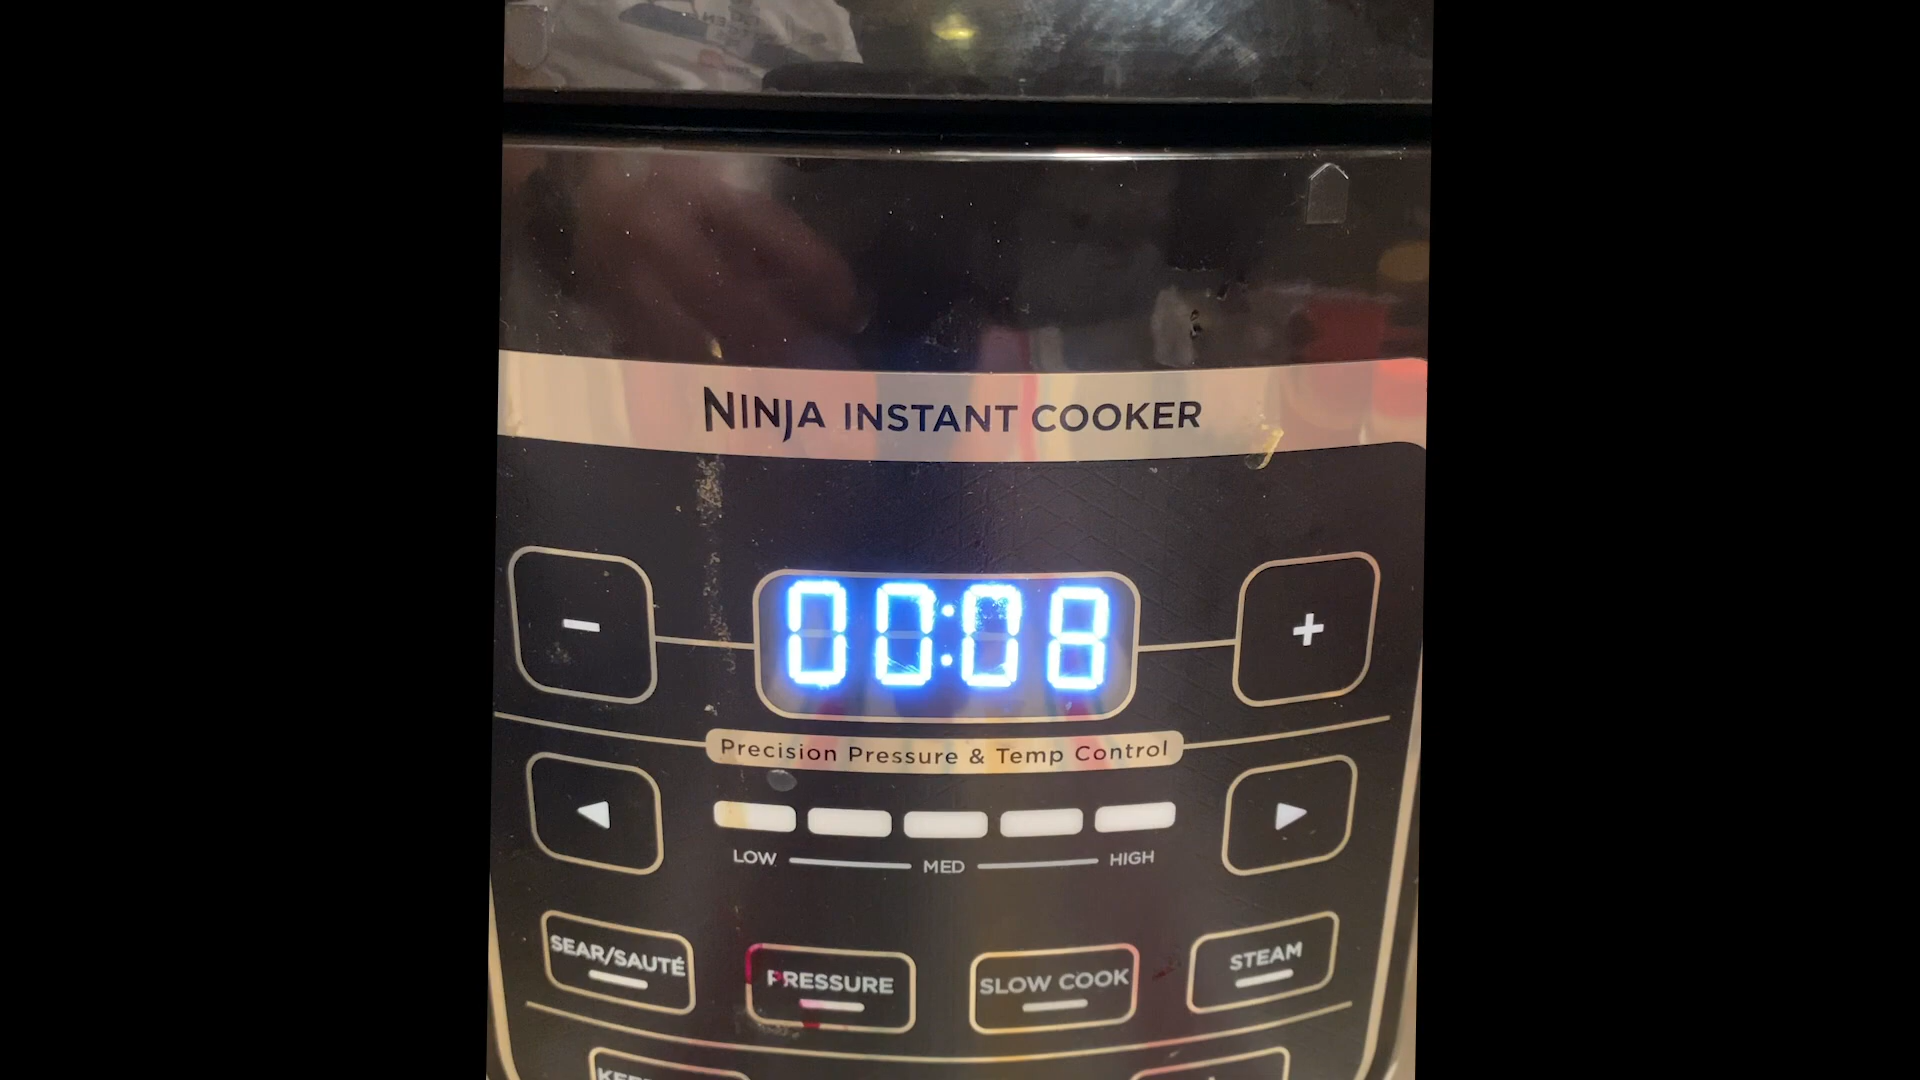 NINJA INSTANT COOKER
−
00:08
+
Precision Pressure & Temp Control
LOW MED HIGH
SEAR/SAUTÉ
PRESSURE
SLOW COOK
STEAM